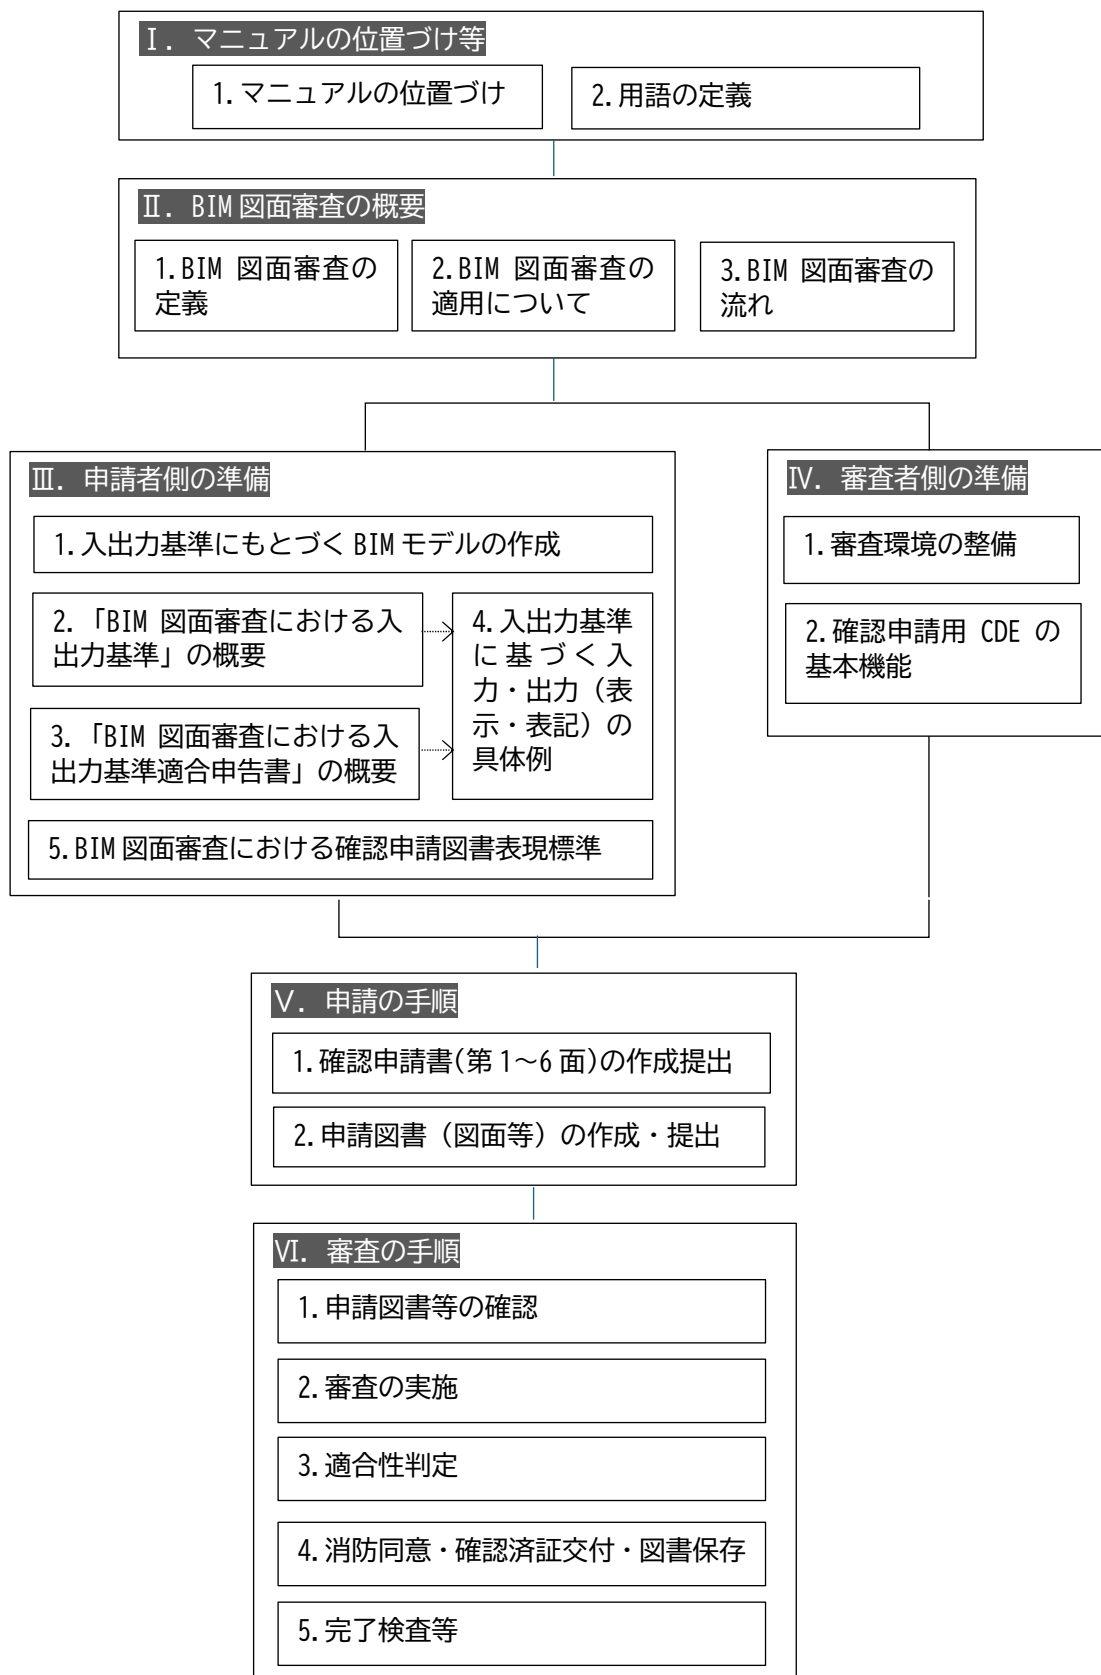 Ⅰ. マニュアルの位置づけ等
1.マニュアルの位置づけ
2.用語の定義
Ⅱ. BIM 図面審査の概要
1.BIM 図面審査の
定義
2.BIM 図面審査の
適用について
3.BIM 図面審査の
流れ
Ⅲ. 申請者側の準備
1.入出力基準にもとづく BIM モデルの作成
2.「BIM 図面審査における入
出力基準」の概要
3.「BIM 図面審査における入
出力基準適合申告書」の概要
4.入出力基準
に基づく入
力・出力（表
示・表記）の
具体例
5.BIM 図面審査における確認申請図書表現標準
Ⅳ. 審査者側の準備
1.審査環境の整備
2.確認申請用 CDE の
基本機能
Ⅴ. 申請の手順
1.確認申請書(第 1～6 面)の作成提出
2.申請図書（図面等）の作成・提出
Ⅵ. 審査の手順
1.申請図書等の確認
2.審査の実施
3.適合性判定
4.消防同意・確認済証交付・図書保存
5.完了検査等